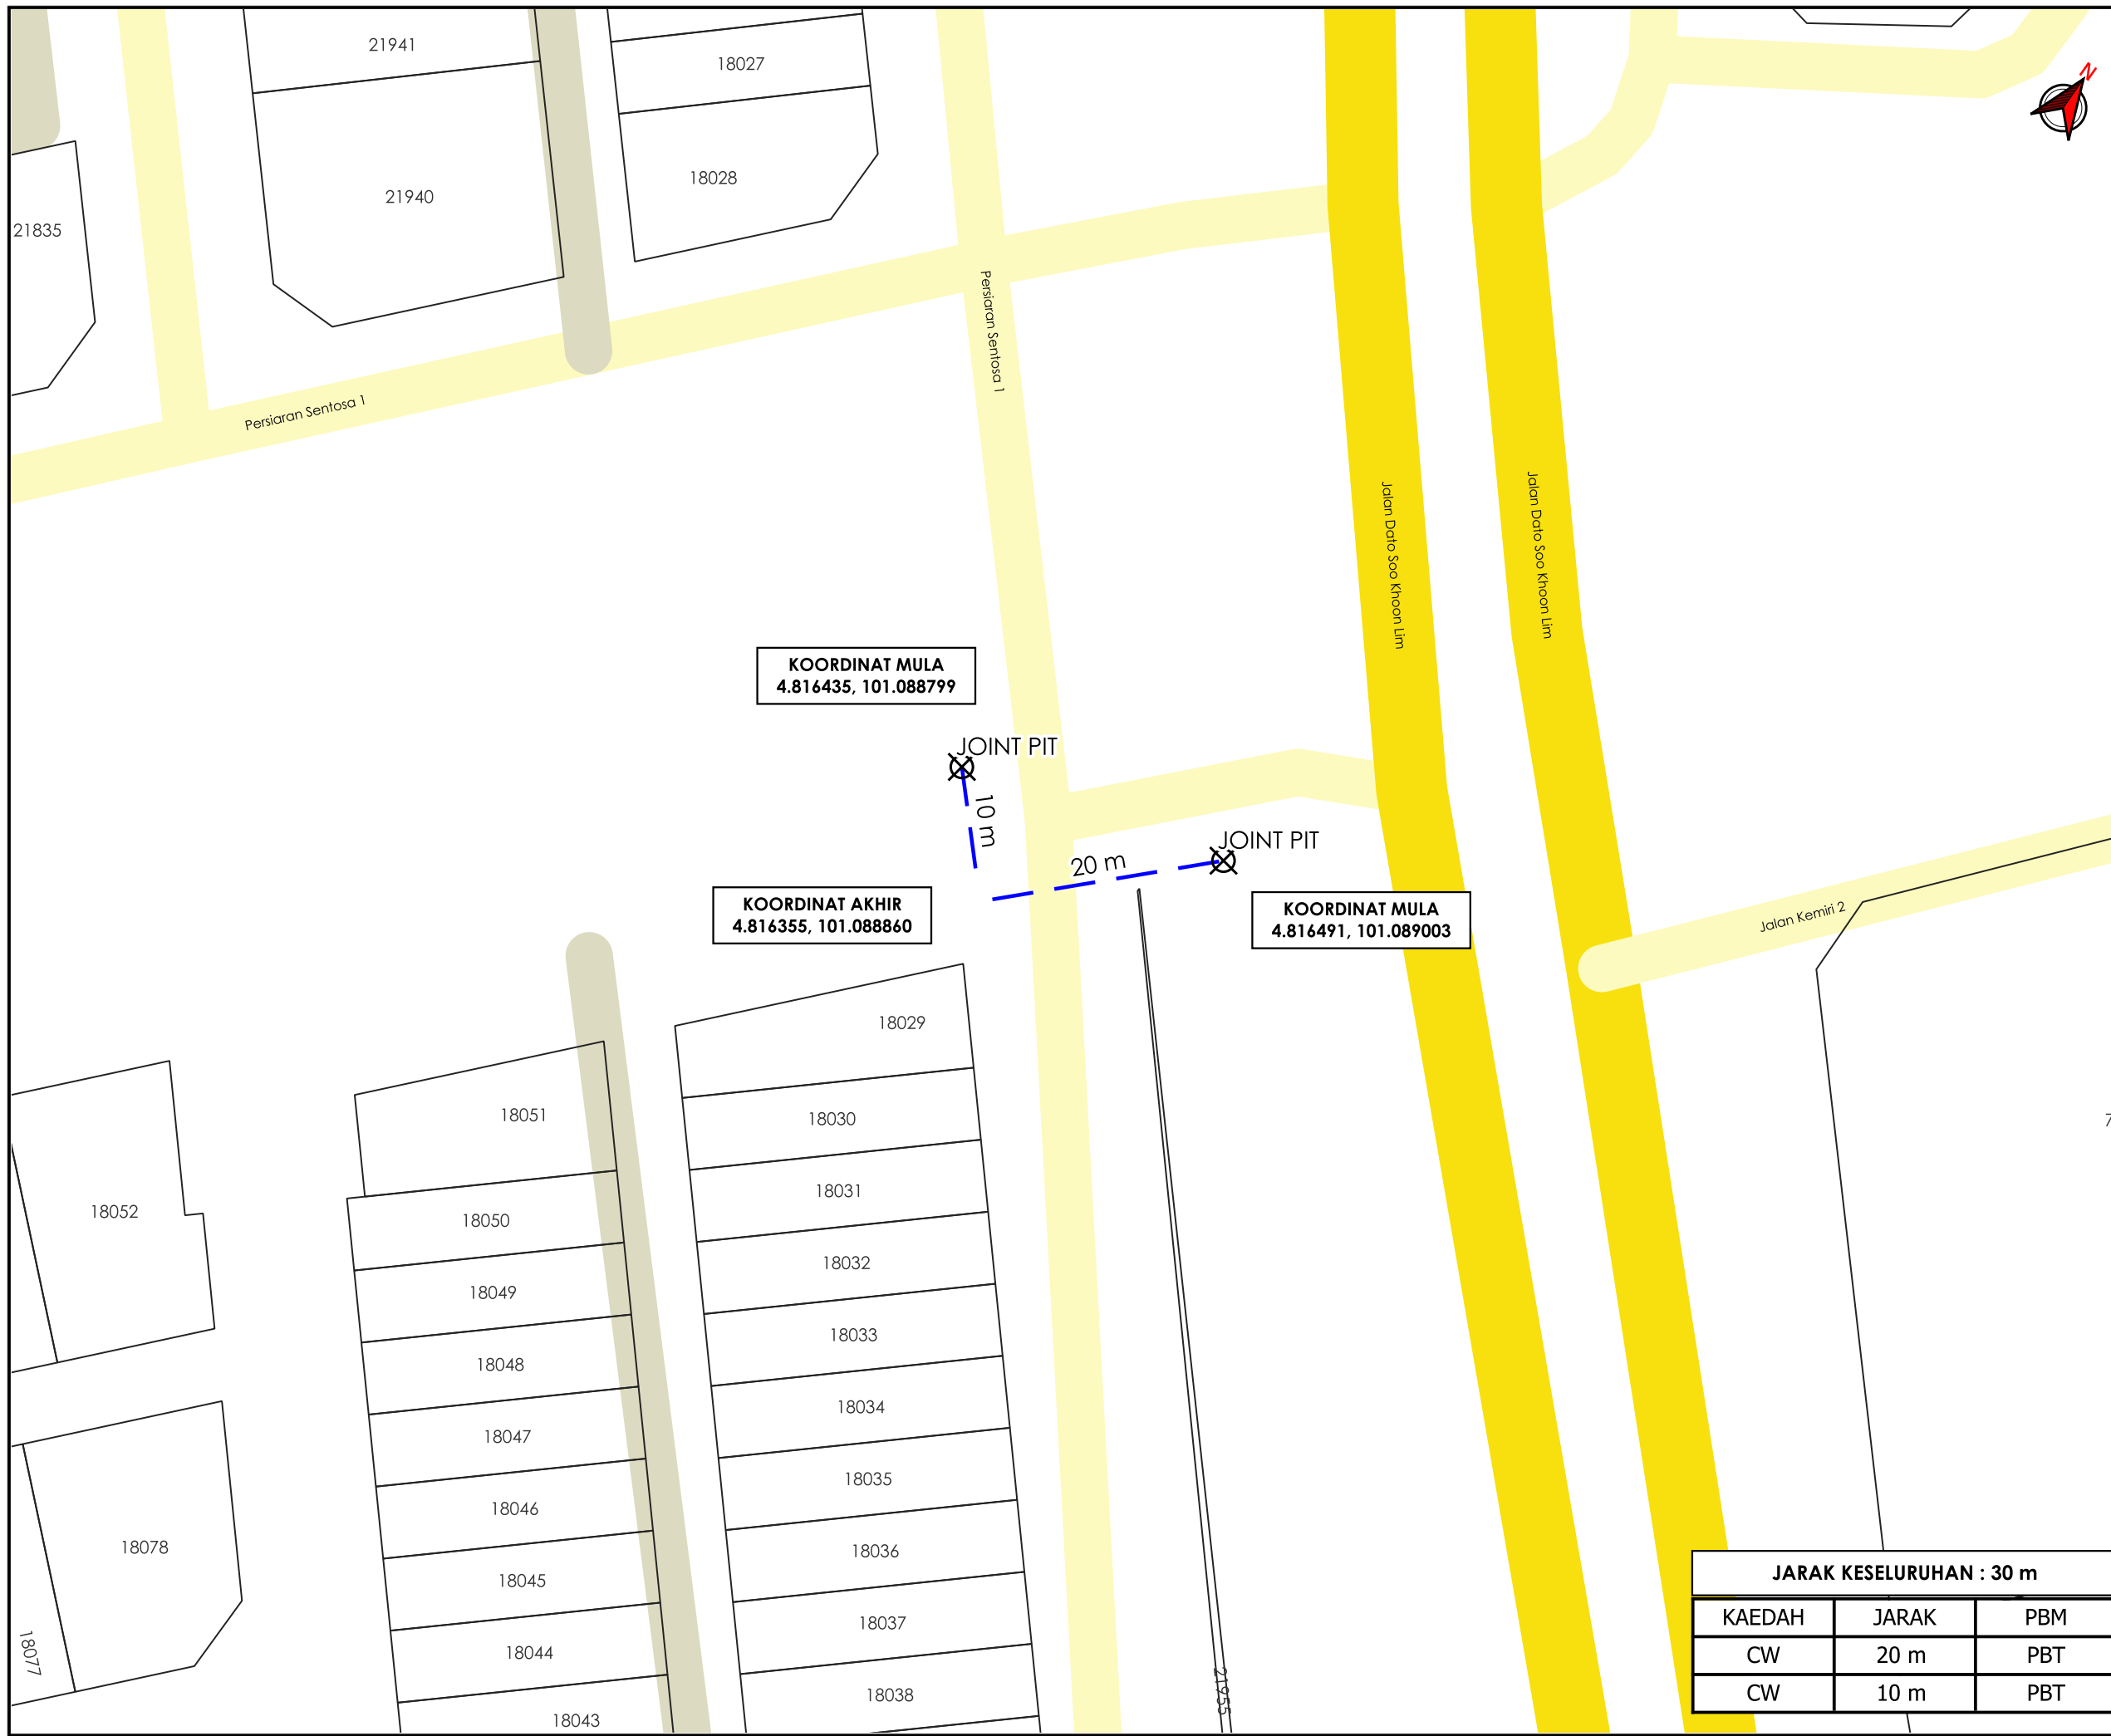 21941
18027
N
21940
18028
21835
Persiaran Sentosa 1
Persiaran Sentosa 1
Jalan Dato Soo Khoon Lim
Jalan Dato Soo Khoon Lim
KOORDINAT MULA
4.816435, 101.088799
JOINT PIT
10 m
20 m
JOINT PIT
KOORDINAT AKHIR
4.816355, 101.088860
KOORDINAT MULA
4.816491, 101.089003
Jalan Kemiri 2
18029
18051
18030
7
18031
18052
18050
18032
18049
18033
18048
18034
18047
18035
18046
18036
18078
18045
18037
18077
18044
18038
21955
18043
JARAK KESELURUHAN : 30 m
KAEDAH JARAK PBM
CW 20 m PBT
CW 10 m PBT